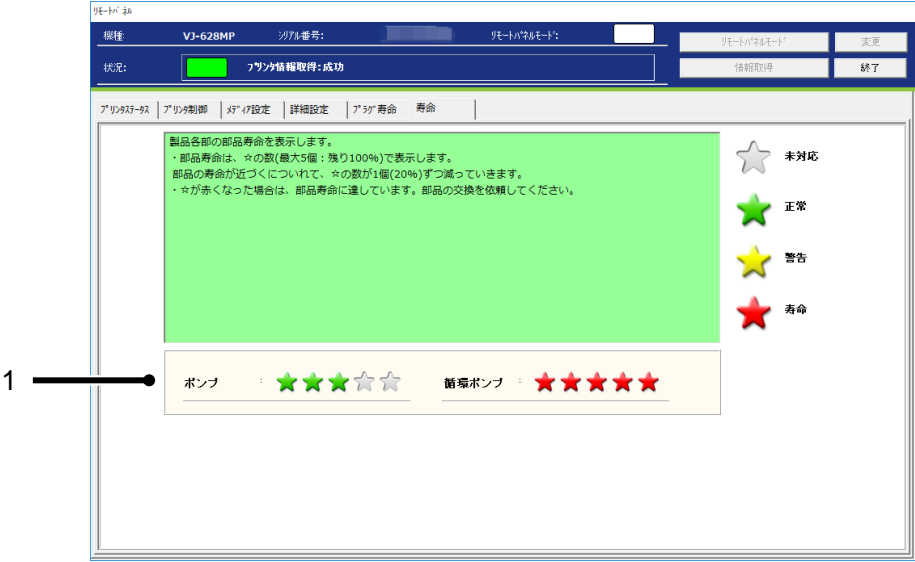 リモートパネル
機種: VJ-628MP シリアル番号: リモートパネルモード: リモートパネルモード 変更
状況: プリンタ情報取得:成功 情報取得 終了
プリンタステータス プリンタ制御 メディア設定 詳細設定 プラグ寿命 寿命
製品各部の部品寿命を表示します。
・部品寿命は、☆の数(最大5個：残り100%)で表示します。
部品の寿命が近づくについれて、☆の数が1個(20%)ずつ減っていきます。
・☆が赤くなった場合は、部品寿命に達しています。部品の交換を依頼してください。
未対応
正常
警告
寿命
1
ポンプ : 循環ポンプ :